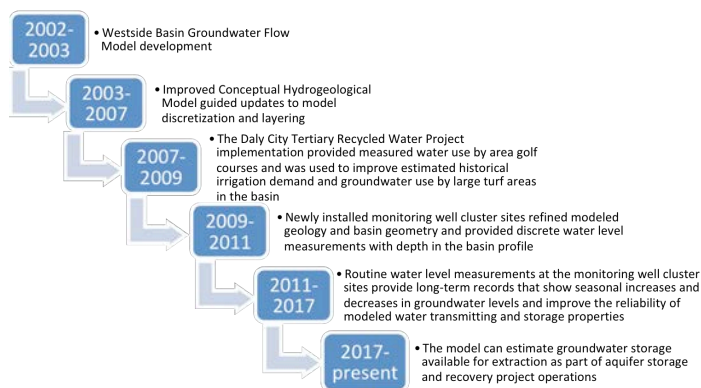 2002-
2003
• Westside Basin Groundwater Flow
Model development
2003-
2007
• Improved Conceptual Hydrogeological
Model guided updates to model
discretization and layering
2007-
2009
• The Daly City Tertiary Recycled Water Project
implementation provided measured water use by area golf
courses and was used to improve estimated historical
irrigation demand and groundwater use by large turf areas
in the basin
2009-
2011
• Newly installed monitoring well cluster sites refined modeled
geology and basin geometry and provided discrete water level
measurements with depth in the basin profile
2011-
2017
• Routine water level measurements at the monitoring well cluster
sites provide long-term records that show seasonal increases and
decreases in groundwater levels and improve the reliability of
modeled water transmitting and storage properties
2017-
present
• The model can estimate groundwater storage
available for extraction as part of aquifer storage
and recovery project operations